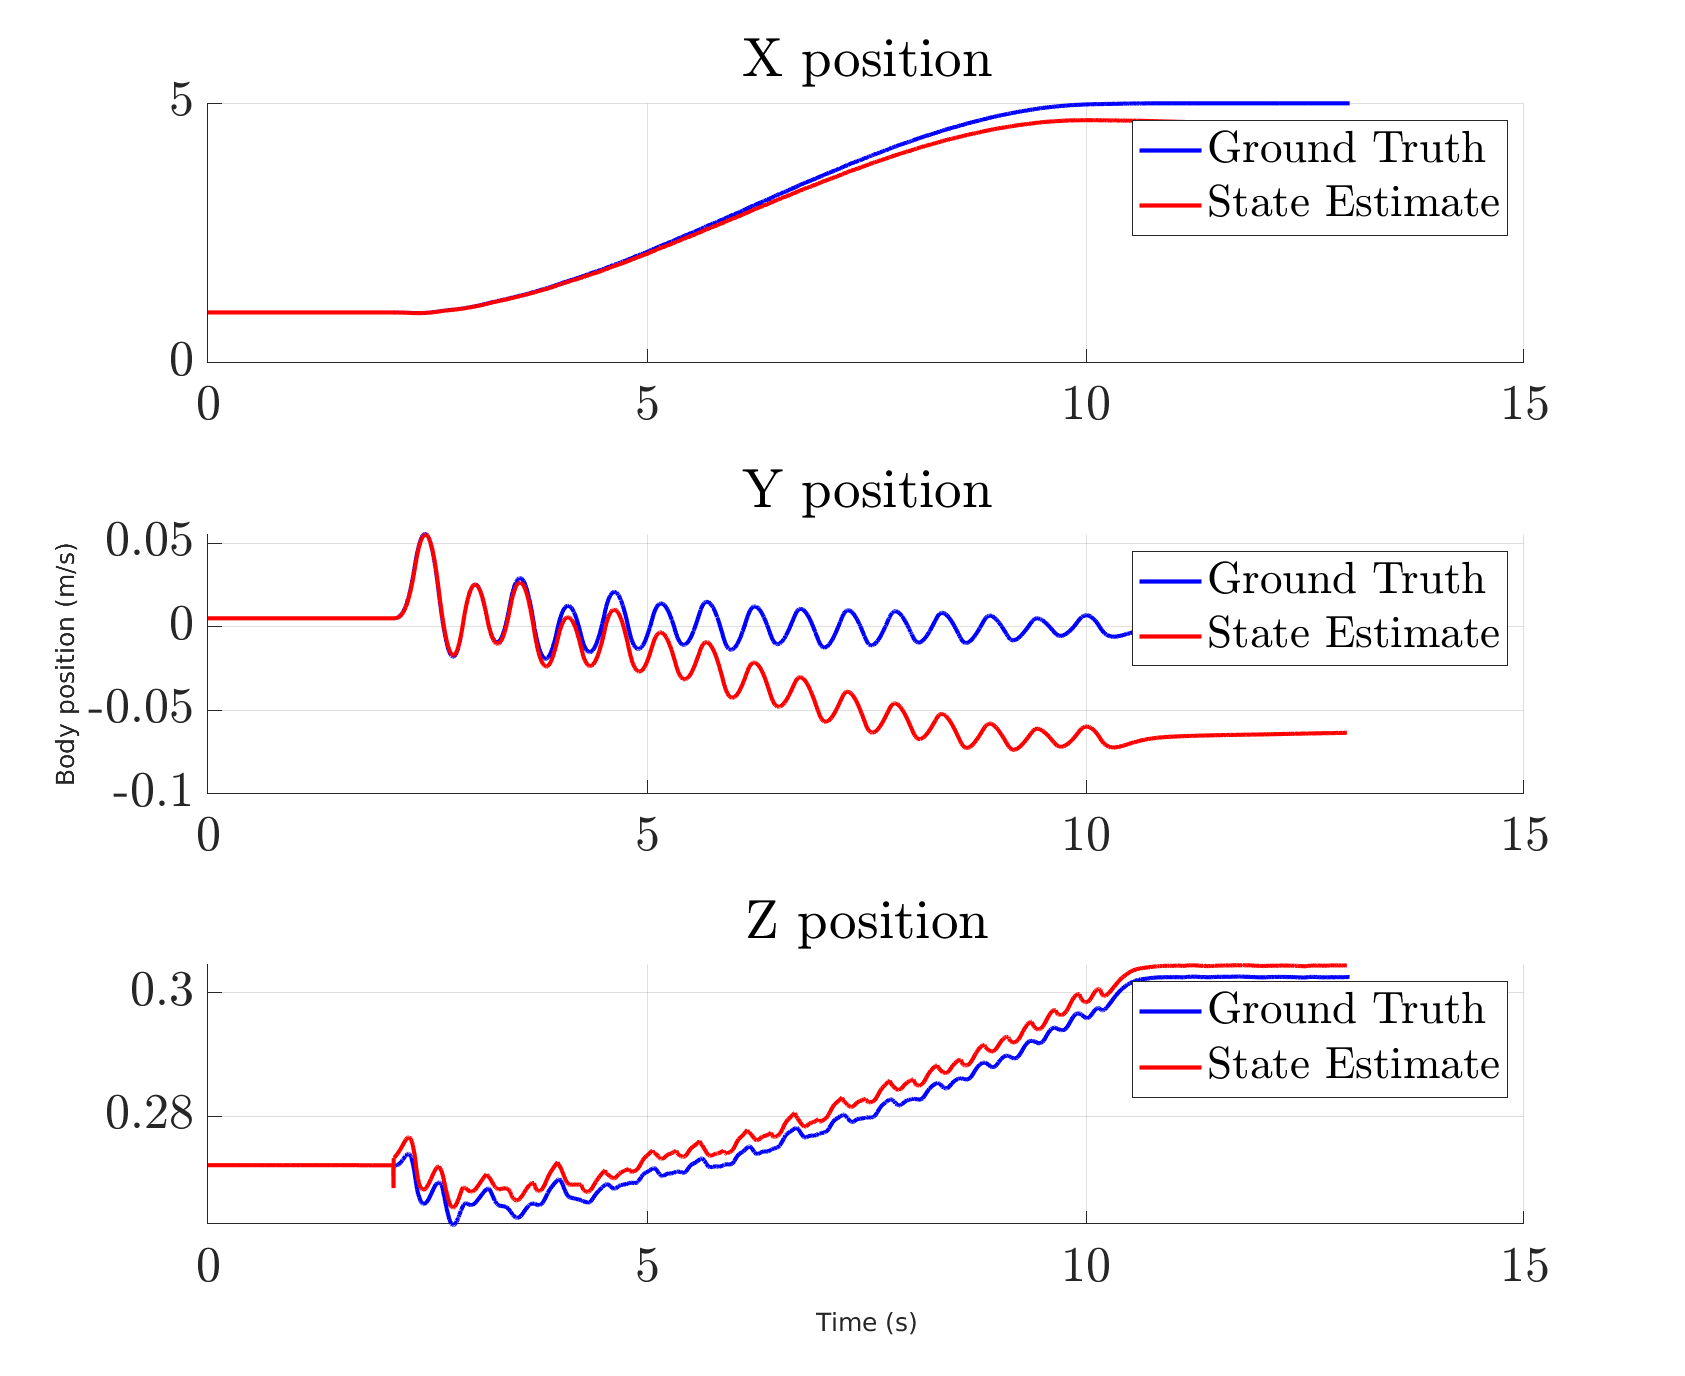 X position
5
0
0 5 10 15
Ground Truth
State Estimate
Y position
0.05
0
-0.05
-0.1
0 5 10 15
Body position (m/s)
Ground Truth
State Estimate
Z position
0.3
0.28
0 5 10 15
Ground Truth
State Estimate
Time (s)